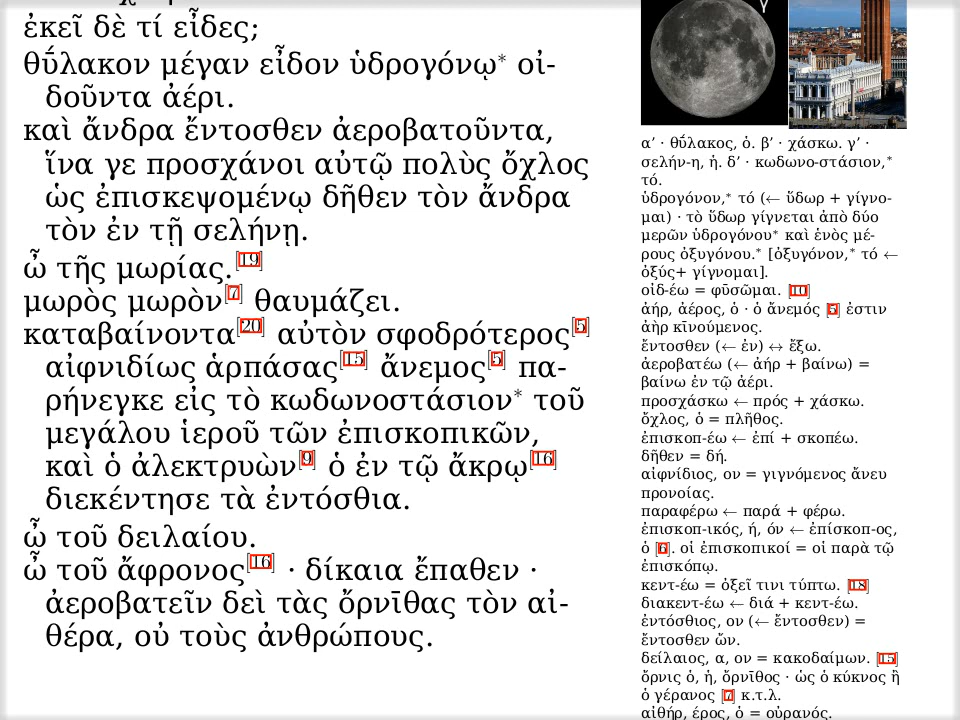 ἐκεῖ δὲ τί εἶδες;
θῡ́λακον μέγαν εἶδον ὑδρογόνῳ* οἰ-
δοῦντα ἀέρι.
καὶ ἄνδρα ἔντοσθεν ἀεροβατοῦντα,
ἵνα γε προσχάνοι αὐτῷ πολὺς ὄχλος
ὡς ἐπισκεψομένῳ δῆθεν τὸν ἄνδρα
τὸν ἐν τῇ σελήνῃ.
ὦ τῆς μωρίας.[19]
μωρὸς μωρὸν[7] θαυμάζει.
καταβαίνοντα[20] αὐτὸν σφοδρότερος[5]
αἰφνιδίως ἁρπάσας[15] ἄνεμος[5] πα-
ρήνεγκε εἰς τὸ κωδωνοστάσιον* τοῦ
μεγάλου ἱεροῦ τῶν ἐπισκοπικῶν,
καὶ ὁ ἀλεκτρυὼν[9] ὁ ἐν τῷ ἄκρῳ[16]
διεκέντησε τὰ ἐντόσθια.
ὦ τοῦ δειλαίου.
ὦ τοῦ ἄφρονος[16] · δίκαια ἔπαθεν ·
ἀεροβατεῖν δεὶ τὰς ὄρνῑθας τὸν αἰ-
θέρα, οὐ τοὺς ἀνθρώπους.
γ
α’ · θῡ́λακος, ὁ. β’ · χάσκω. γ’ ·
σελήν-η, ἡ. δ’ · κωδωνο-στάσιον,*
τό.
ὑδρογόνον,* τό (← ὕδωρ + γίγνο-
μαι) · τὸ ὕδωρ γίγνεται ἀπὸ δύο
μερῶν ὑδρογόνου* καὶ ἑνὸς μέ-
ρους ὀξυγόνου.* [ὀξυγόνον,* τό ←
ὀξύς+ γίγνομαι].
οἰδ-έω = φῡσῶμαι. [10]
ἀήρ, ἀέρος, ὁ · ὁ ἄνεμός [5] ἐστιν
ἀὴρ κῑνούμενος.
ἔντοσθεν (← ἐν) ↔ ἔξω.
ἀεροβατέω (← ἀήρ + βαίνω) =
βαίνω ἐν τῷ ἀέρι.
προσχάσκω ← πρός + χάσκω.
ὄχλος, ὁ = πλῆθος.
ἐπισκοπ-έω ← ἐπί + σκοπέω.
δῆθεν = δή.
αἰφνίδιος, ον = γιγνόμενος ἄνευ
προνοίας.
παραφέρω ← παρά + φέρω.
ἐπισκοπ-ικός, ή, όν ← ἐπίσκοπ-ος,
ὁ [6]. οἱ ἐπισκοπικοί = οἱ παρὰ τῷ
ἐπισκόπῳ.
κεντ-έω = ὀξεῖ τινι τύπτω. [18]
διακεντ-έω ← διά + κεντ-έω.
ἐντόσθιος, ον (← ἔντοσθεν) =
ἔντοσθεν ὤν.
δείλαιος, α, ον = κακοδαίμων. [15]
ὄρνις ὁ, ἡ, ὄρνῑθος · ὡς ὁ κύκνος ἢ
ὁ γέρανος [7] κ.τ.λ.
αἰθήρ, έρος, ὁ = οὐρανός.